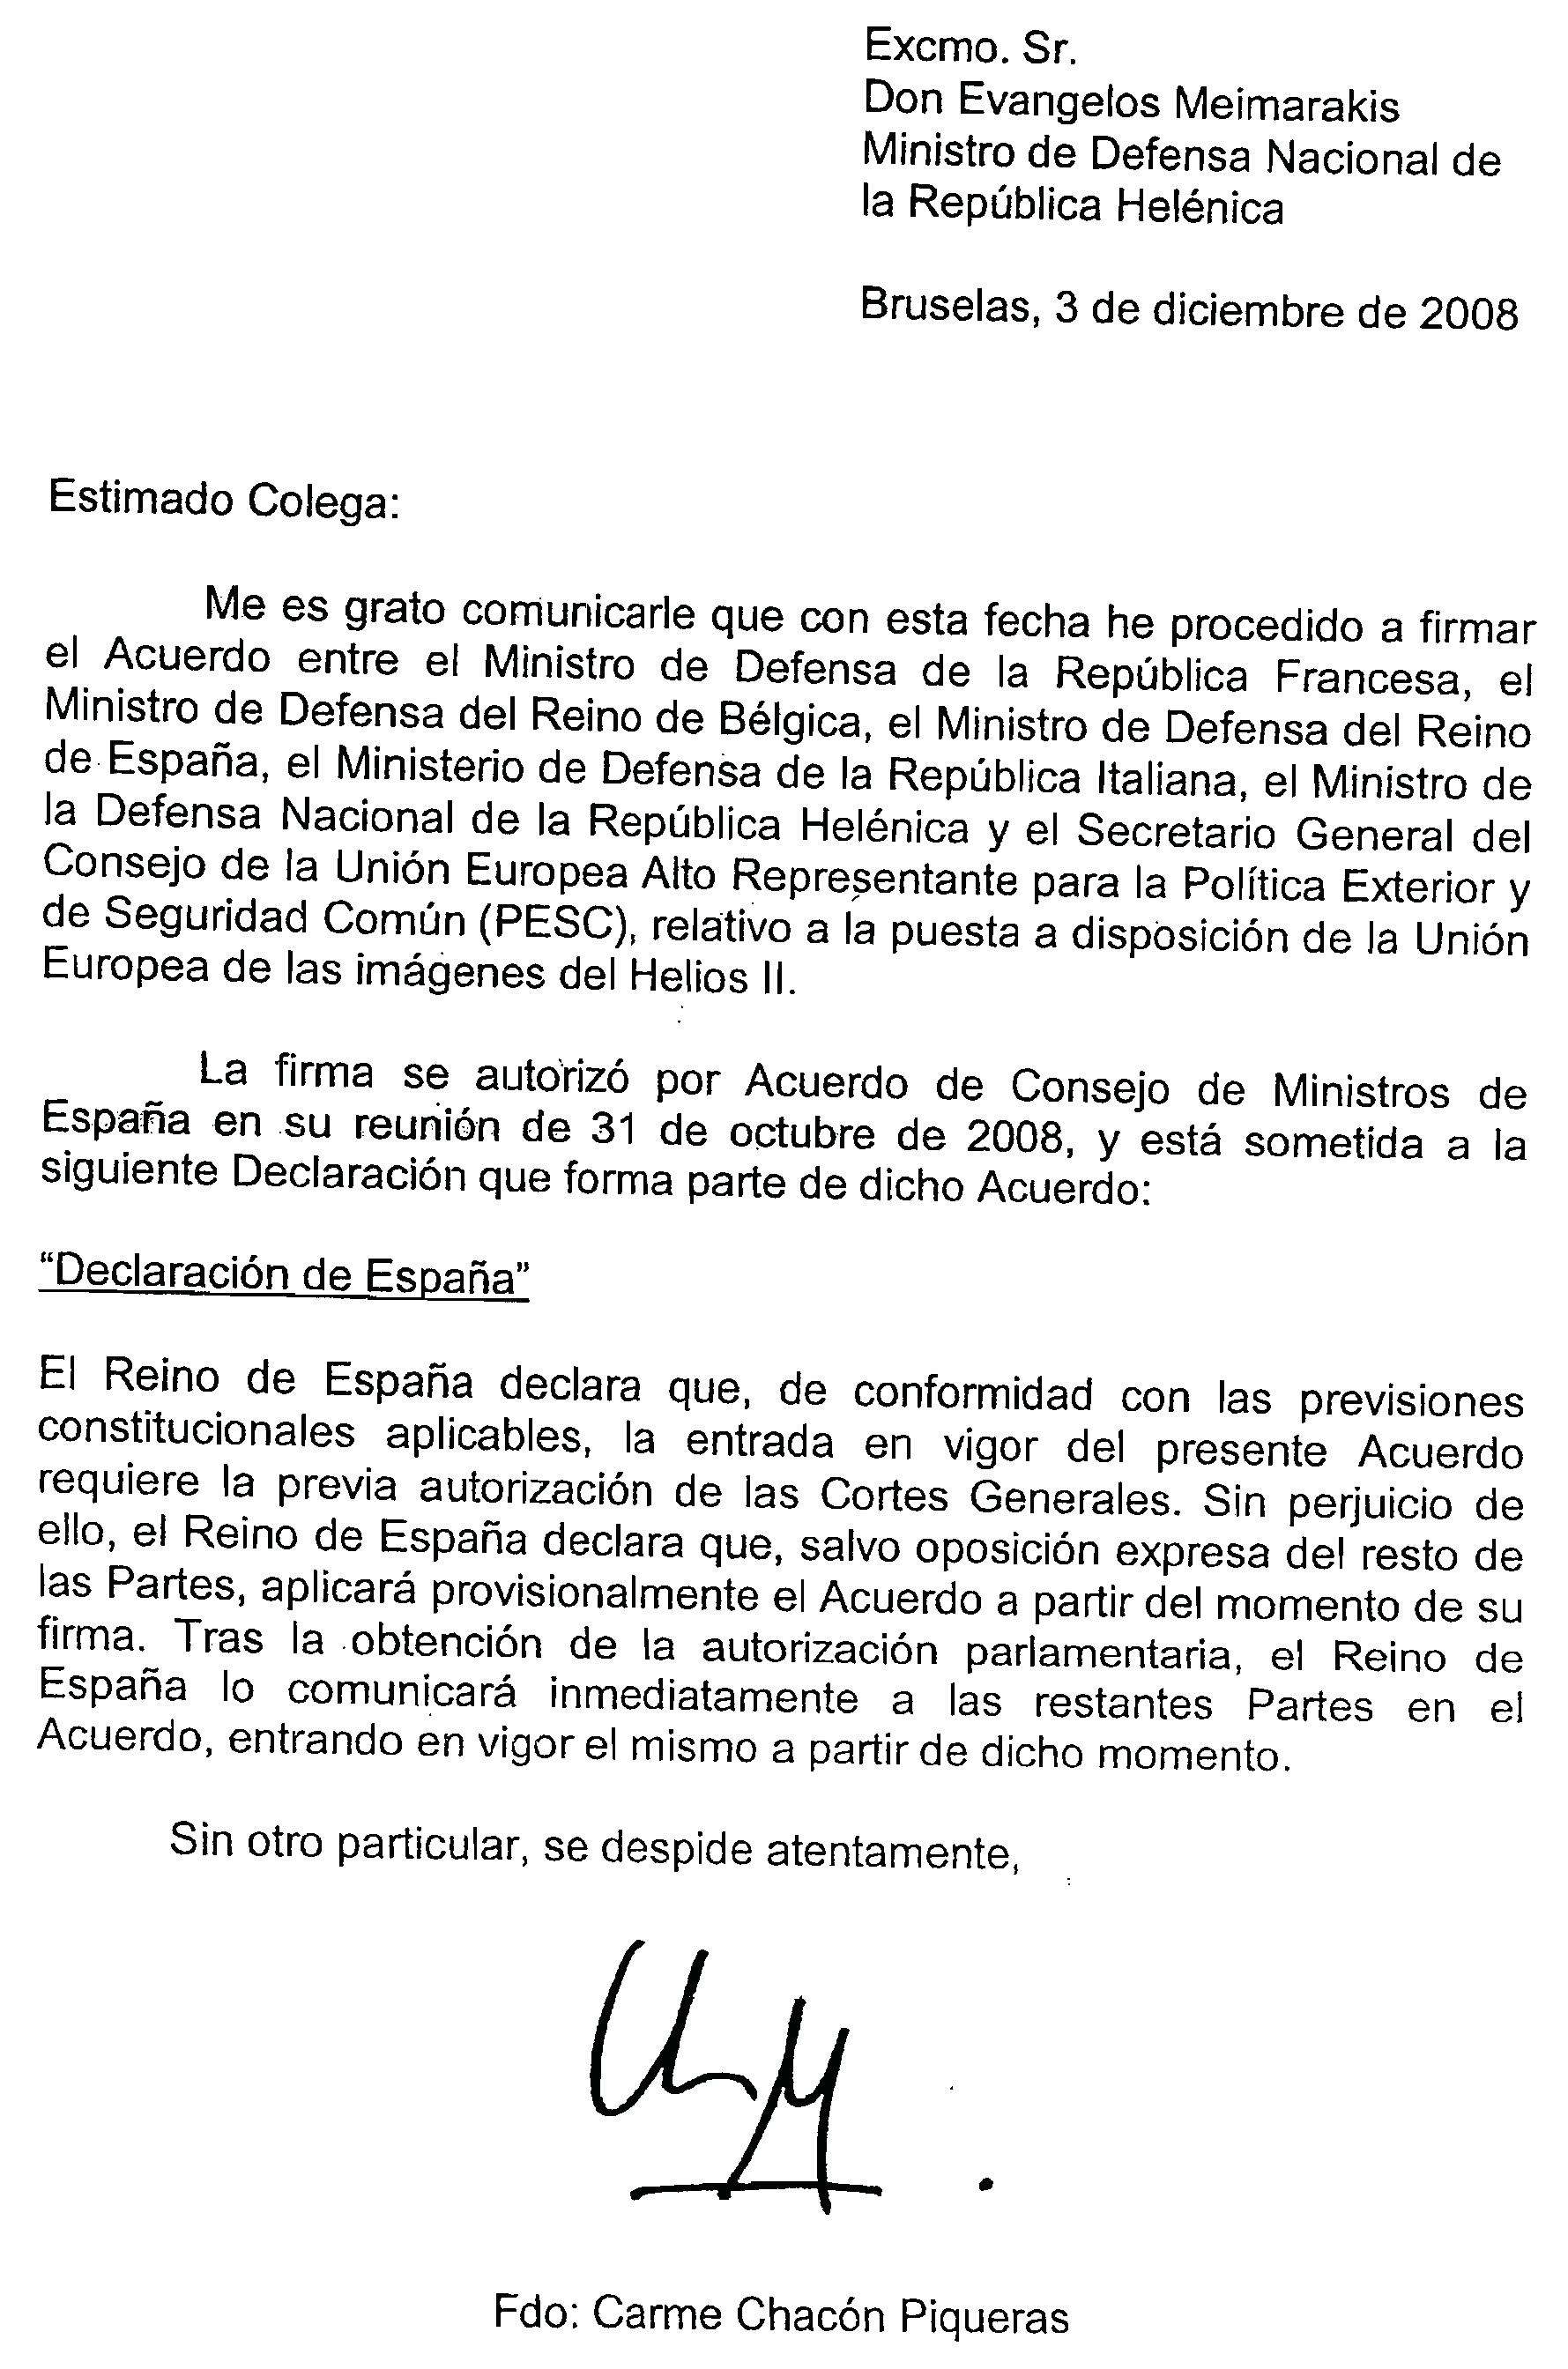 Excmo. Sr.
Don Evangelos Meimarakis
Ministro de Defensa Nacional de
la República Helénica
Bruselas, 3 de diciembre de 2008
Estimado Colega:
Me es grato comunicarle que con esta fecha he procedido a firmar
el Acuerdo entre el Ministro de Defensa de la República Francesa, el
Ministro de Defensa del Reino de Bélgica, el Ministro de Defensa del Reino
de España, el Ministerio de Defensa de la República Italiana, el Ministro de
la Defensa Nacional de la República Helénica y el Secretario General del
Consejo de la Unión Europea Alto Representante para la Política Exterior y
de Seguridad Común (PESC), relativo a la puesta a disposición de la Unión
Europea de las imágenes del Helios II.
La firma se autorizó por Acuerdo de Consejo de Ministros de
España en su reunión de 31 de octubre de 2008, y está sometida a la
siguiente Declaración que forma parte de dicho Acuerdo:
“Declaración de España”
El Reino de España declara que, de conformidad con las previsiones
constitucionales aplicables, la entrada en vigor del presente Acuerdo
requiere la previa autorización de las Cortes Generales. Sin perjuicio de
ello, el Reino de España declara que, salvo oposición expresa del resto de
las Partes, aplicará provisionalmente el Acuerdo a partir del momento de su
firma. Tras la obtención de la autorización parlamentaria, el Reino de
España lo comunicará inmediatamente a las restantes Partes en el
Acuerdo, entrando en vigor el mismo a partir de dicho momento.
Sin otro particular, se despide atentamente,
Fdo: Carme Chacón Piqueras